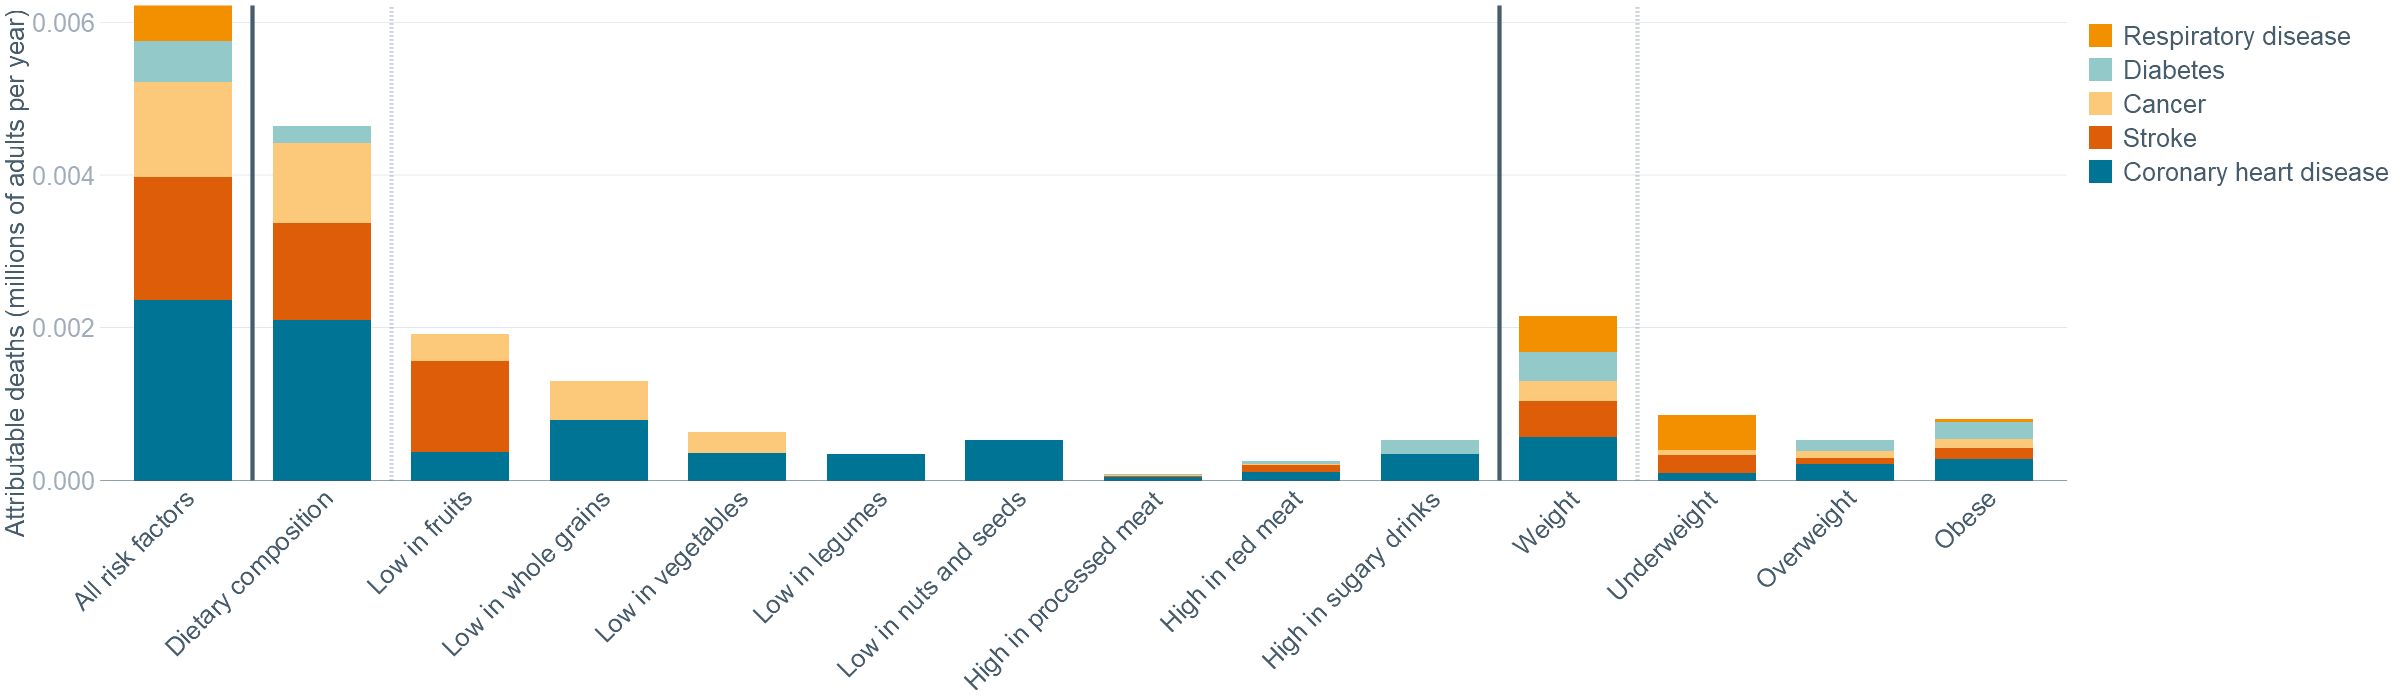 Attributable deaths (millions of adults per year)
0.006
0.004
0.002
0.000
All risk factors
Dietary composition
Low in fruits
Low in whole grains
Low in vegetables
Low in legumes
Low in nuts and seeds
High in processed meat
High in red meat
High in sugary drinks
Weight
Underweight
Overweight
Obese
Respiratory disease
Diabetes
Cancer
Stroke
Coronary heart disease